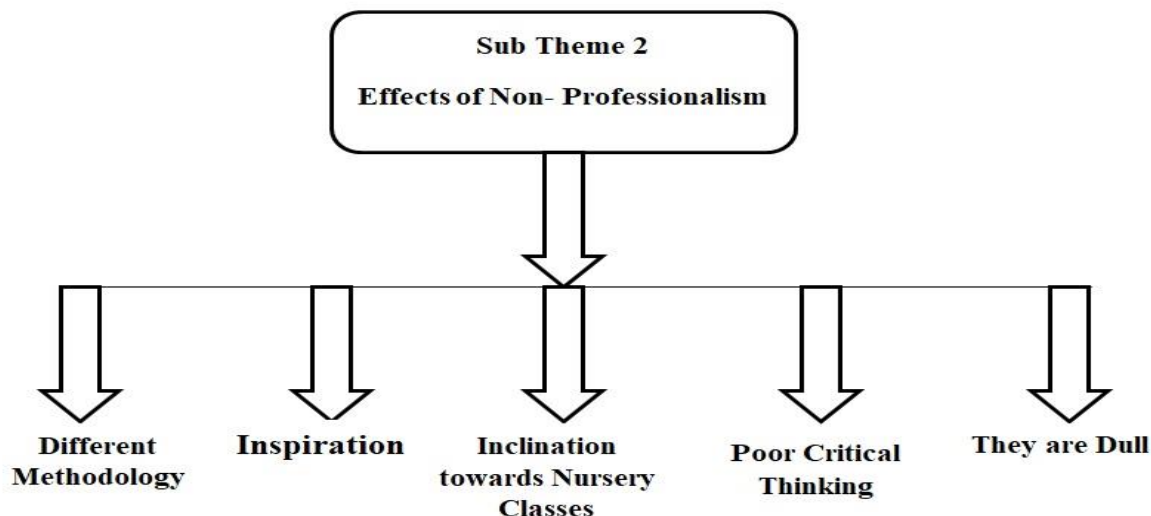 Sub Theme 2
Effects of Non- Professionalism
Different
Methodology
Inspiration
Inclination
towards Nursery
Classes
Poor Critical
Thinking
They are Dull